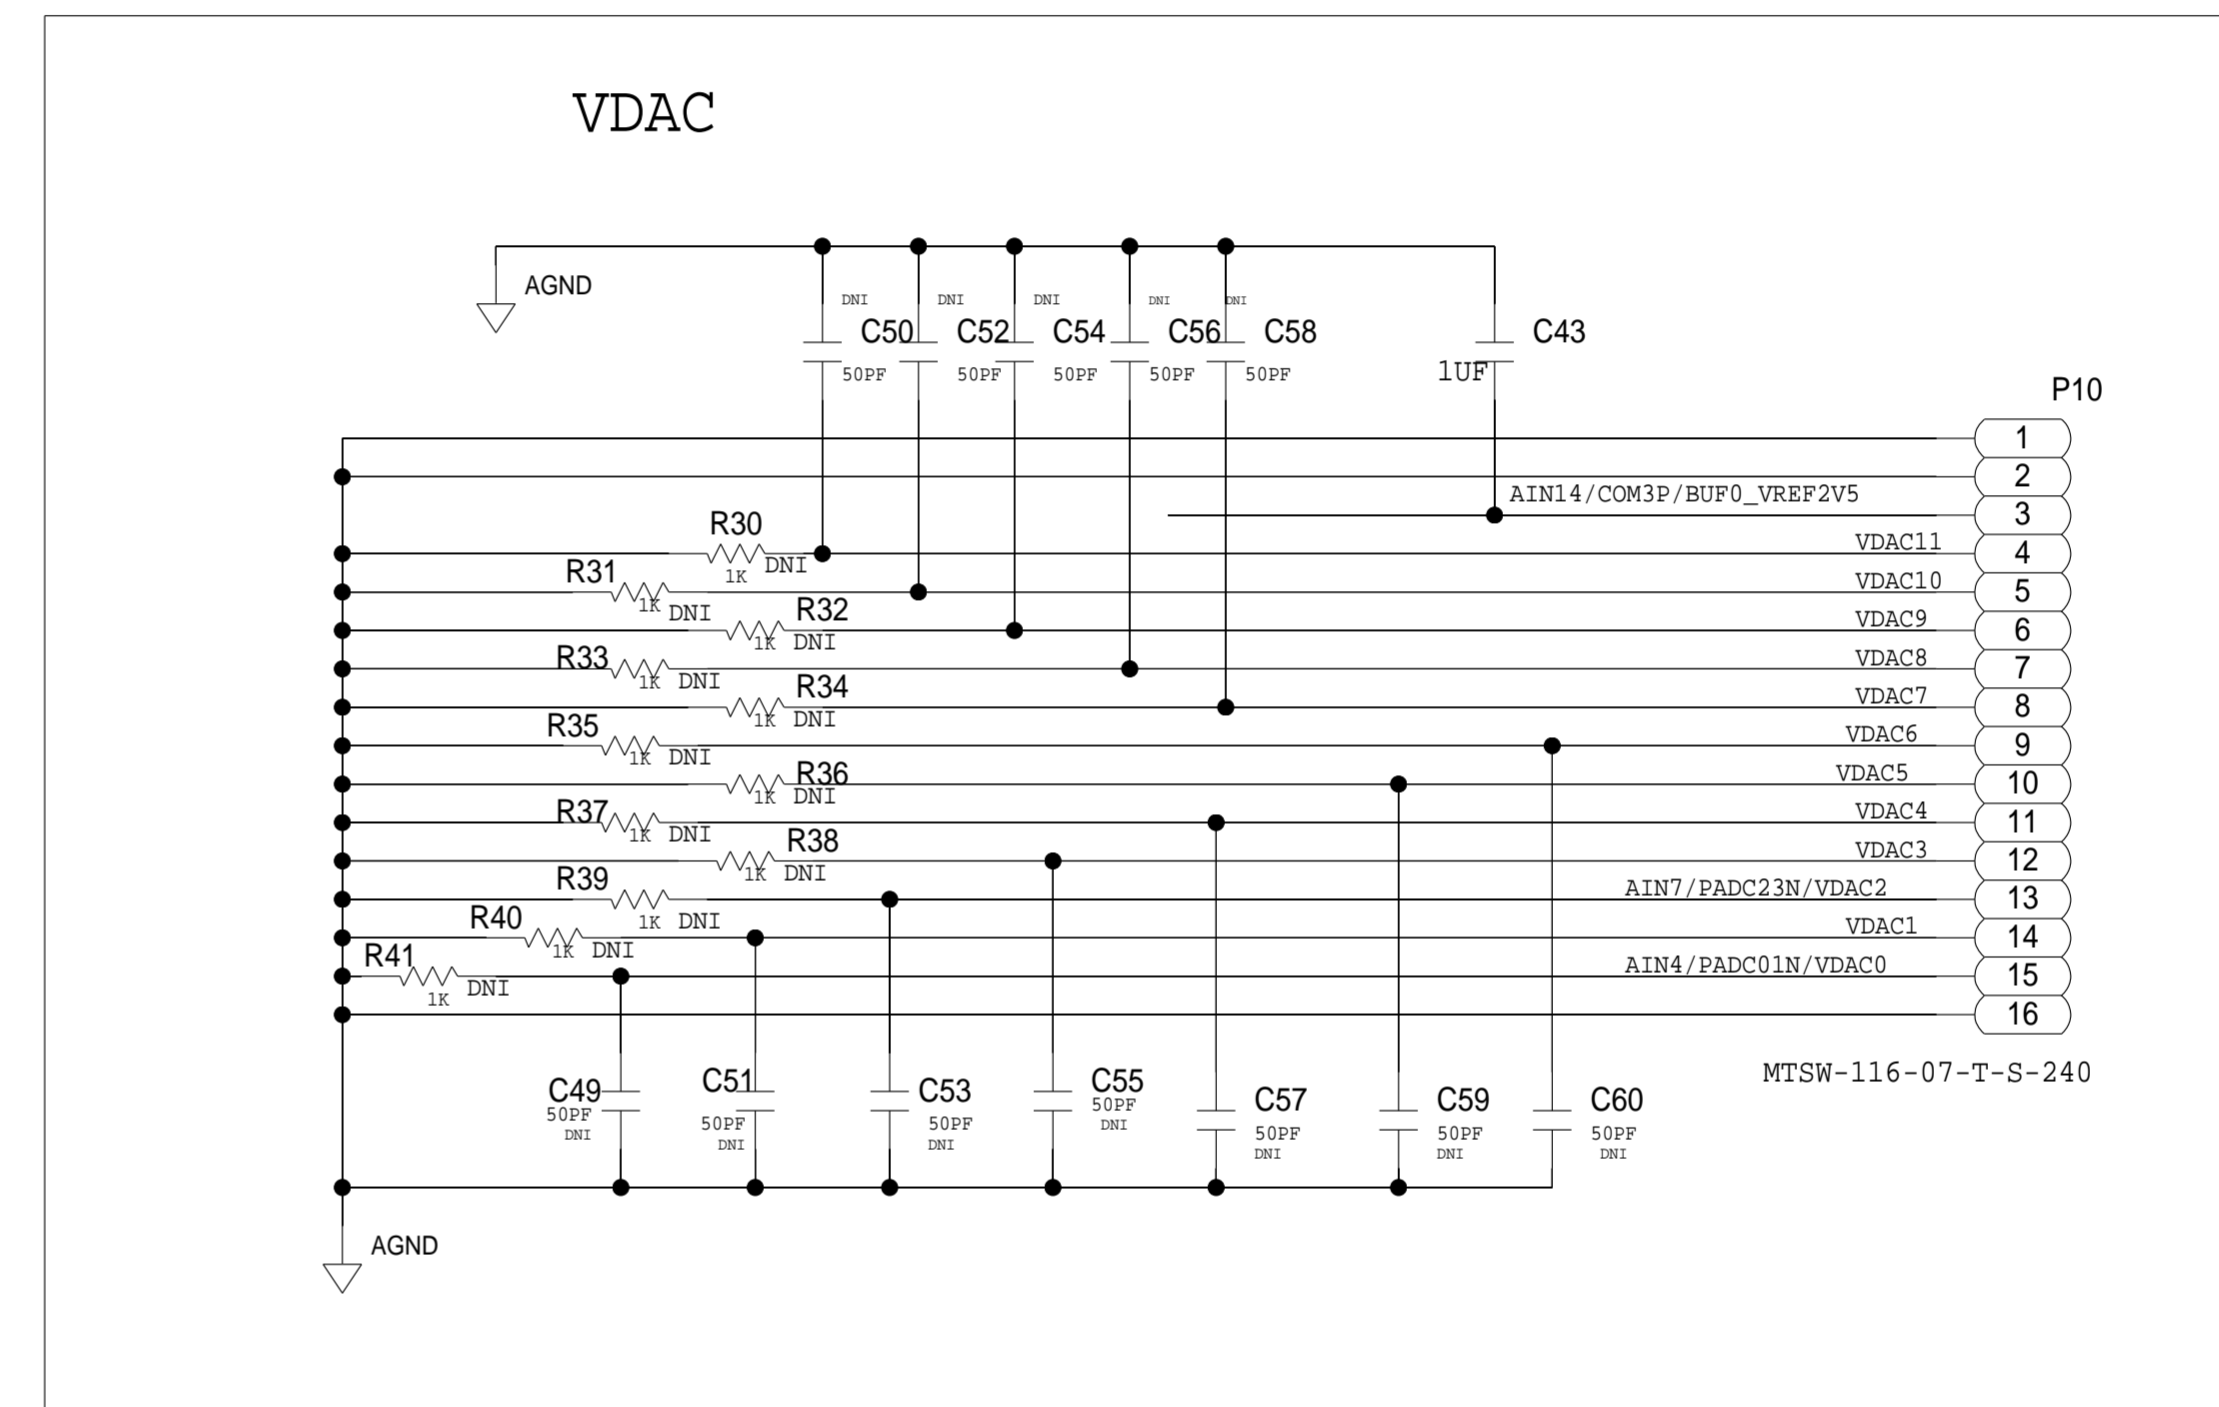 VDAC
AGND
DNI DNI DNI DNI DNI
C50 C52 C54 C56 C58 C43
50PF 50PF 50PF 50PF 50PF 1UF
P10
1
2
AIN14/COM3P/BUF0_VREF2V5 3
R30 VDAC11 4
1K DNI
R31 VDAC10 5
1K DNI
R32 VDAC9 6
1K DNI
R33 VDAC8 7
1K DNI
R34 VDAC7 8
1K DNI
R35 VDAC6 9
1K DNI
R36 VDAC5 10
1K DNI
R37 VDAC4 11
1K DNI
R38 VDAC3 12
1K DNI
R39 AIN7/PADC23N/VDAC2 13
1K DNI
R40 VDAC1 14
1K DNI
R41 AIN4/PADC01N/VDAC0 15
1K DNI
16
MTSW-116-07-T-S-240
C49 C51 C53 C55 C57 C59 C60
50PF 50PF 50PF 50PF 50PF 50PF 50PF
DNI DNI DNI DNI DNI DNI DNI
AGND